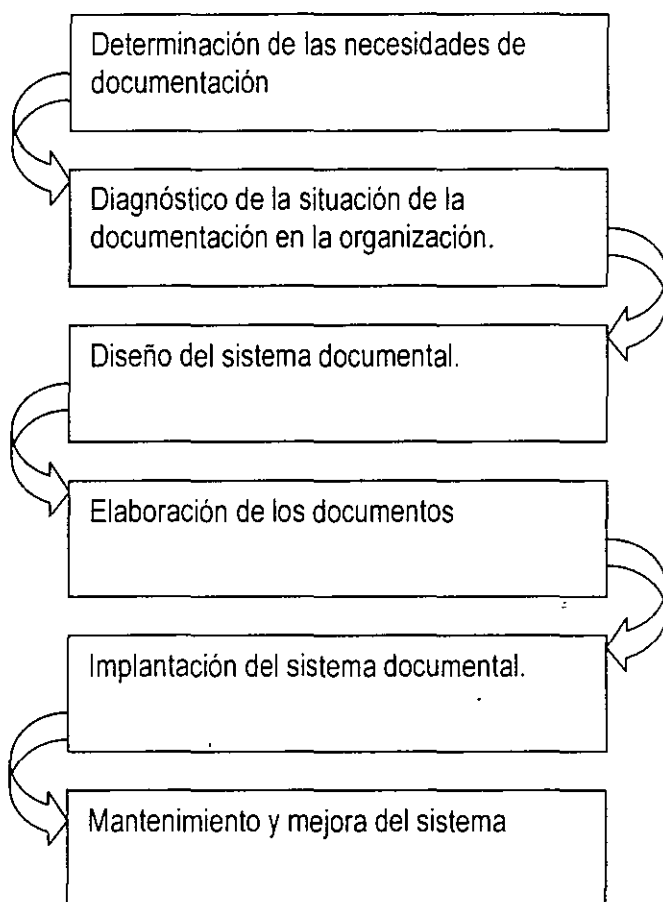 Determinación de las necesidades de
documentación
Diagnóstico de la situación de la
documentación en la organización.
Diseño del sistema documental.
Elaboración de los documentos
Implantación del sistema documental.
Mantenimiento y mejora del sistema